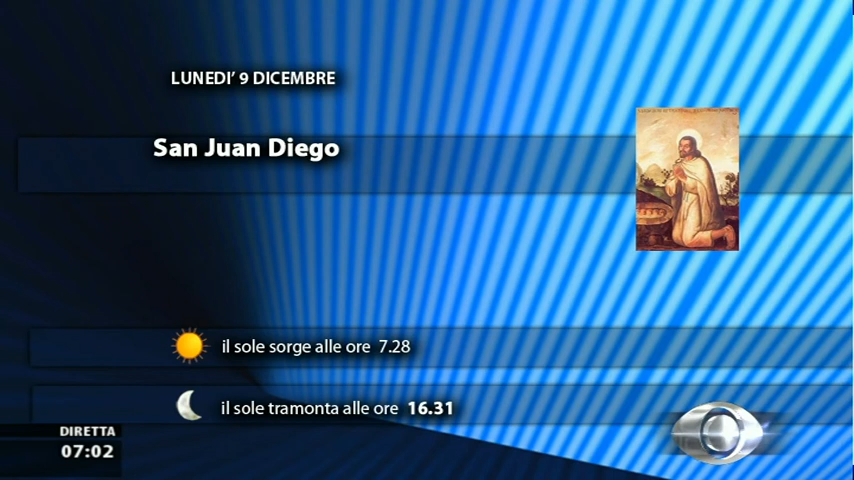 LUNEDI' 9 DICEMBRE
San Juan Diego
il sole sorge alle ore 7.28
il sole tramonta alle ore 16.31
DIRETTA
07:02